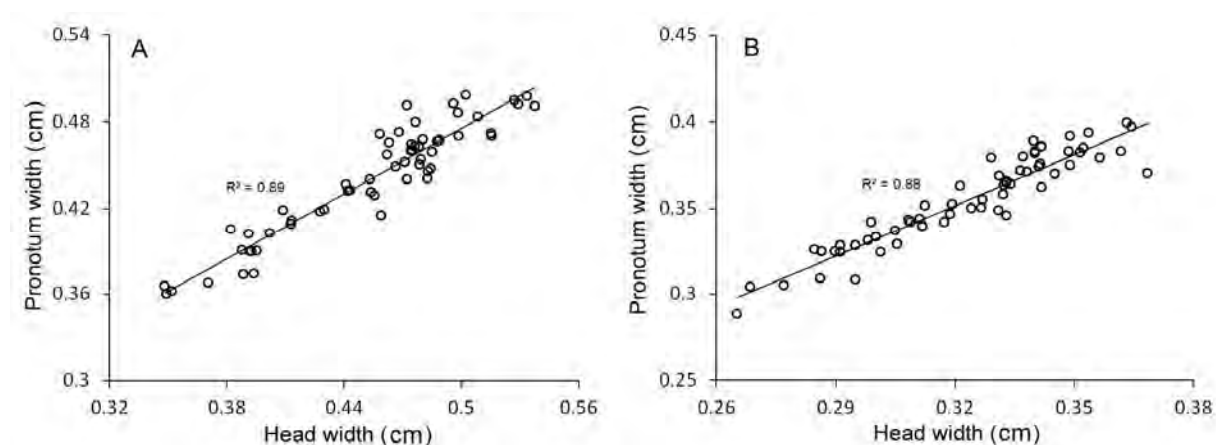 A
Pronotum width (cm)
0.54
0.48
0.42
0.36
0.3
R³ = 0.89
0.32 0.38 0.44 0.5 0.56
Head width (cm)
B
Pronotum width (cm)
0.45
0.4
0.35
0.3
0.25
R² = 0.88
0.26 0.29 0.32 0.35 0.38
Head width (cm)